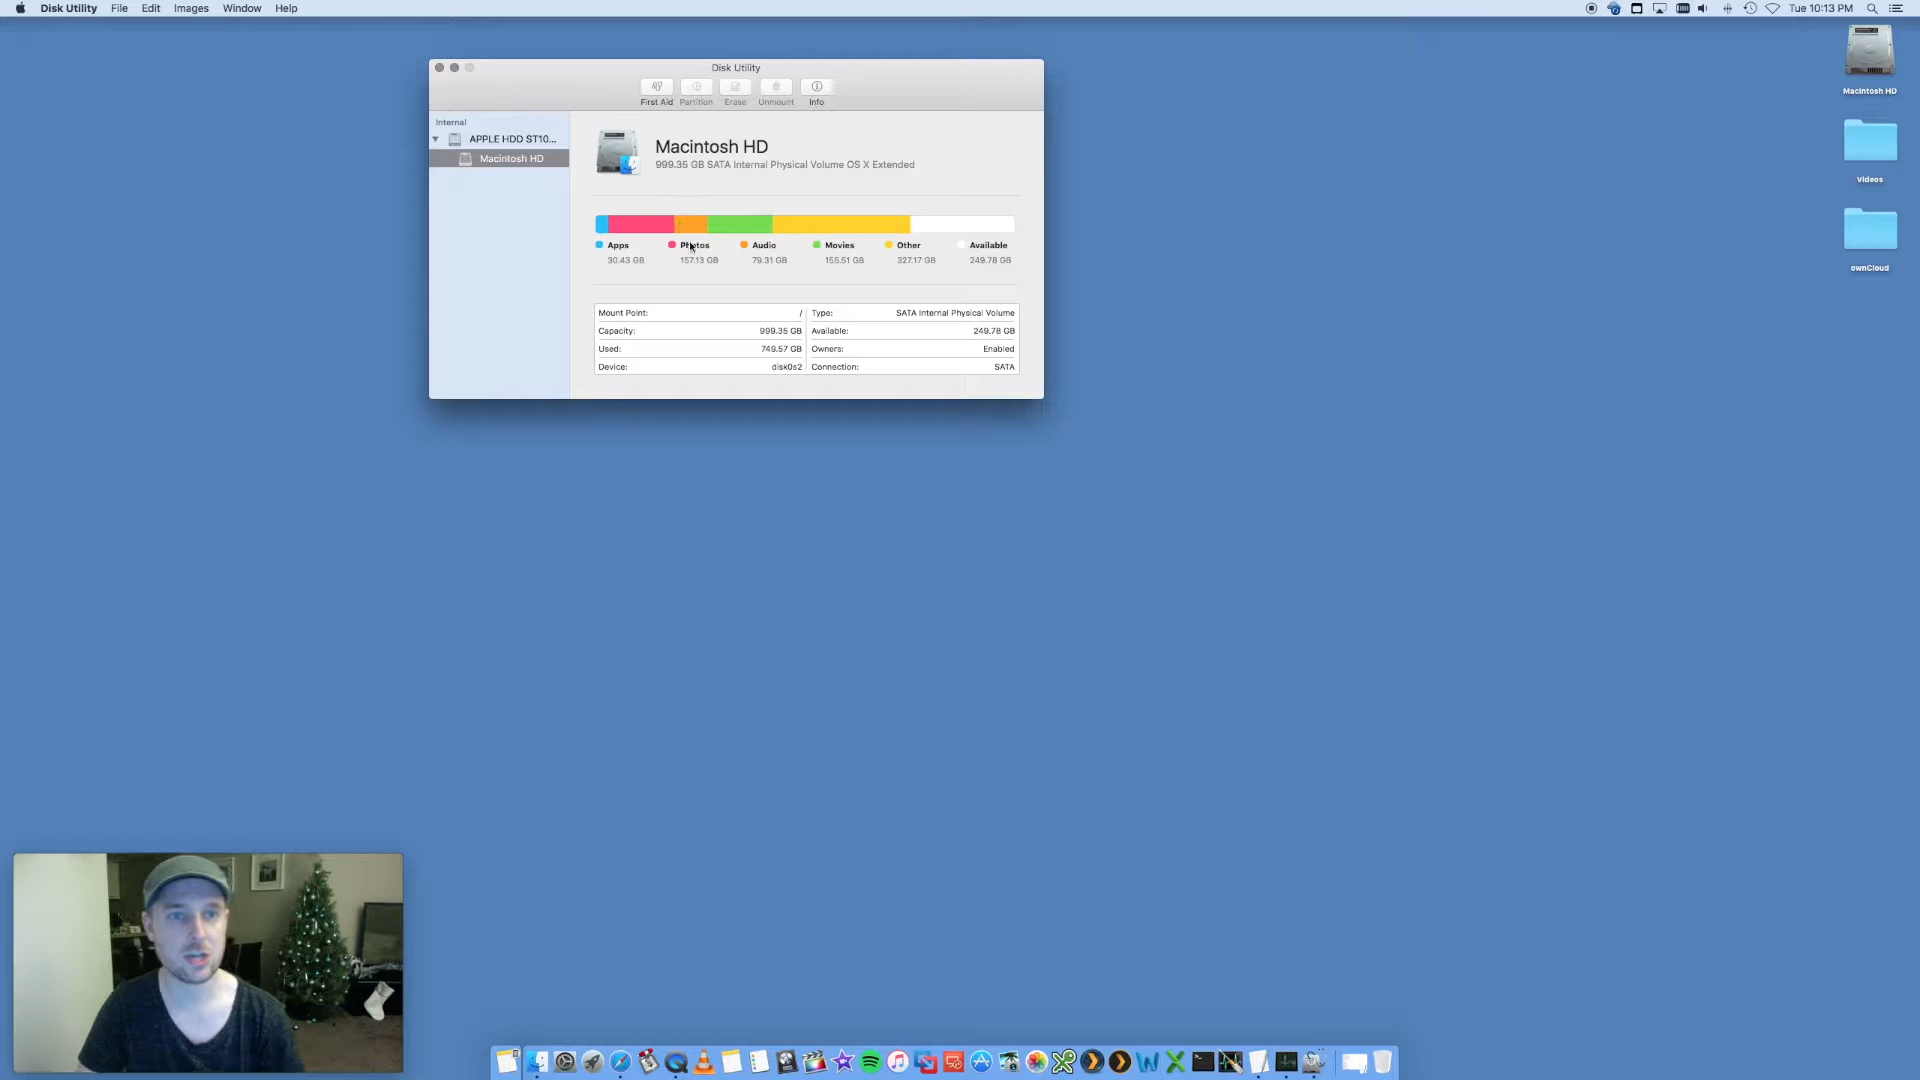 Disk Utility File Edit Images Window Help
Tue 10:13 PM
Disk Utility
First Aid Partition Erase Unmount Info
Internal
APPLE HDD ST10...
Macintosh HD
Macintosh HD
999.35 GB SATA Internal Physical Volume OS X Extended
Apps Photos Audio Movies Other Available
30.43 GB 157.13 GB 79.31 GB 155.51 GB 327.17 GB 249.78 GB
Mount Point: / Type: SATA Internal Physical Volume
Capacity: 999.35 GB Available: 249.78 GB
Used: 749.57 GB Owners: Enabled
Device: disk0s2 Connection: SATA
Macintosh HD
Videos
ownCloud